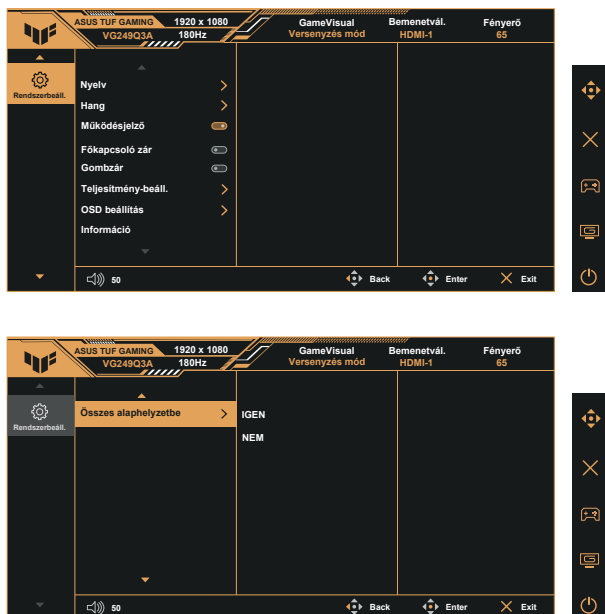 ASUS TUF GAMING 1920 x 1080 GameVisual Bemenetvál. Fényerő
VG249Q3A 180Hz Versenyzés mód HDMI-1 65
Rendszerbeáll.
Nyelv
Hang
Működésjelző
Főkapcsoló zár
Gombzár
Teljesítmény-beáll.
OSD beállítás
Információ
50 Back Enter Exit
ASUS TUF GAMING 1920 x 1080 GameVisual Bemenetvál. Fényerő
VG249Q3A 180Hz Versenyzés mód HDMI-1 65
Rendszerbeáll.
Összes alaphelyzetbe IGEN
NEM
50 Back Enter Exit